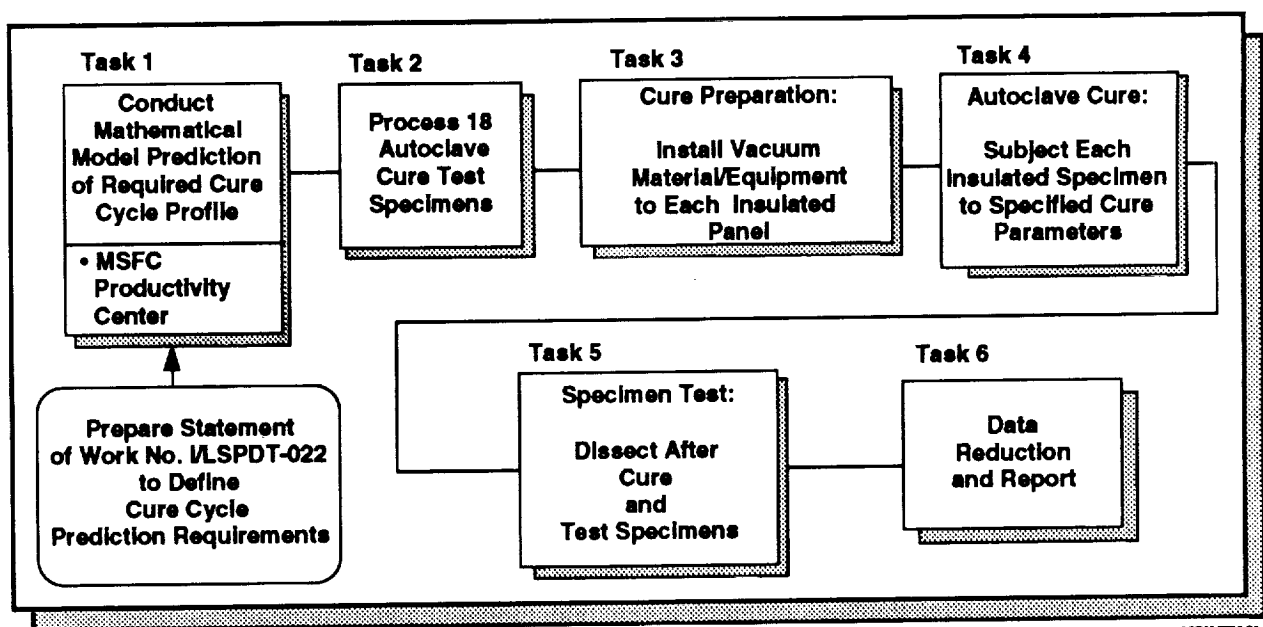 Task 1
Conduct
Mathematical
Model Prediction
of Required Cure
Cycle Profile
• MSFC
Productivity
Center
Prepare Statement
of Work No. I/LSPDT-022
to Define
Cure Cycle
Prediction Requirements
Task 2
Process 18
Autoclave
Cure Test
Specimens
Task 3
Cure Preparation:
Install Vacuum
Material/Equipment
to Each Insulated
Panel
Task 4
Autoclave Cure:
Subject Each
Insulated Specimen
to Specified Cure
Parameters
Task 5
Specimen Test:
Dissect After
Cure
and
Test Specimens
Task 6
Data
Reduction
and Report